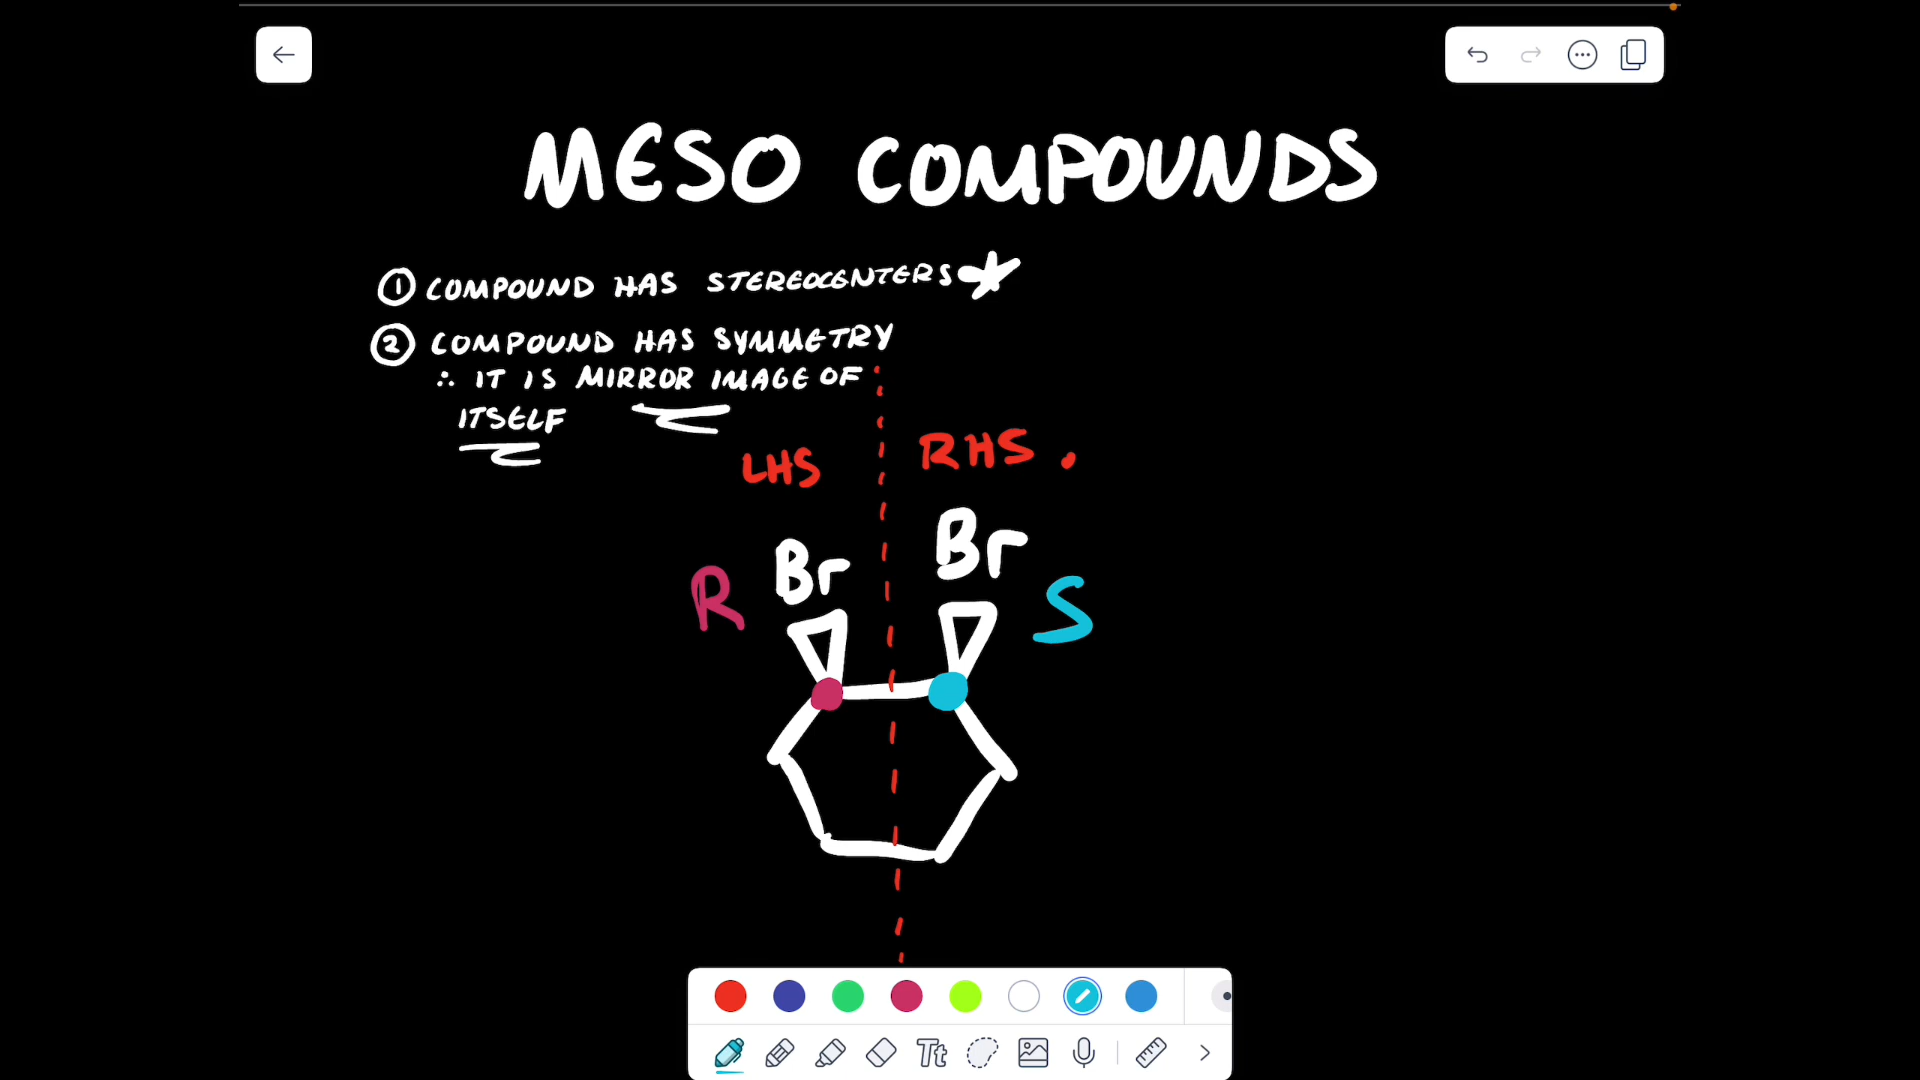 MESO COMPOUNDS
① COMPOUND HAS STEREOCENTERS
② COMPOUND HAS SYMMETRY
∴ IT IS MIRROR IMAGE OF
ITSELF
LHS RHS.
Br Br
R S
Tt